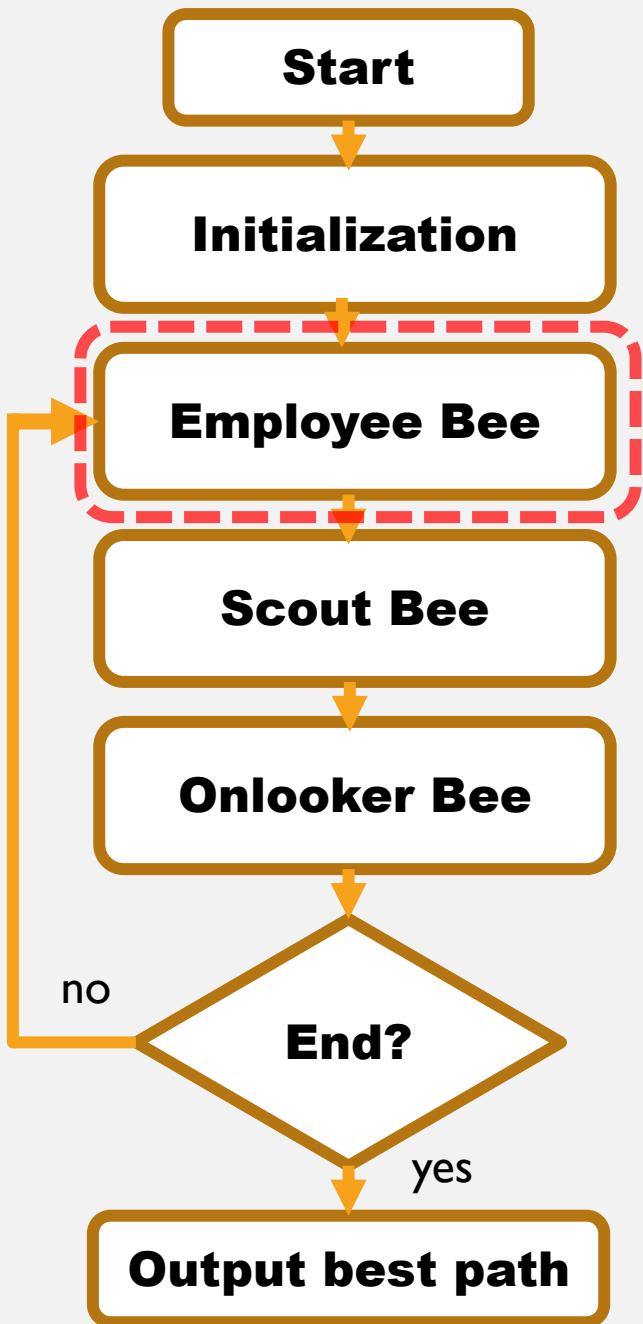 Start
Initialization
Employee Bee
Scout Bee
Onlooker Bee
no
End?
yes
Output best path